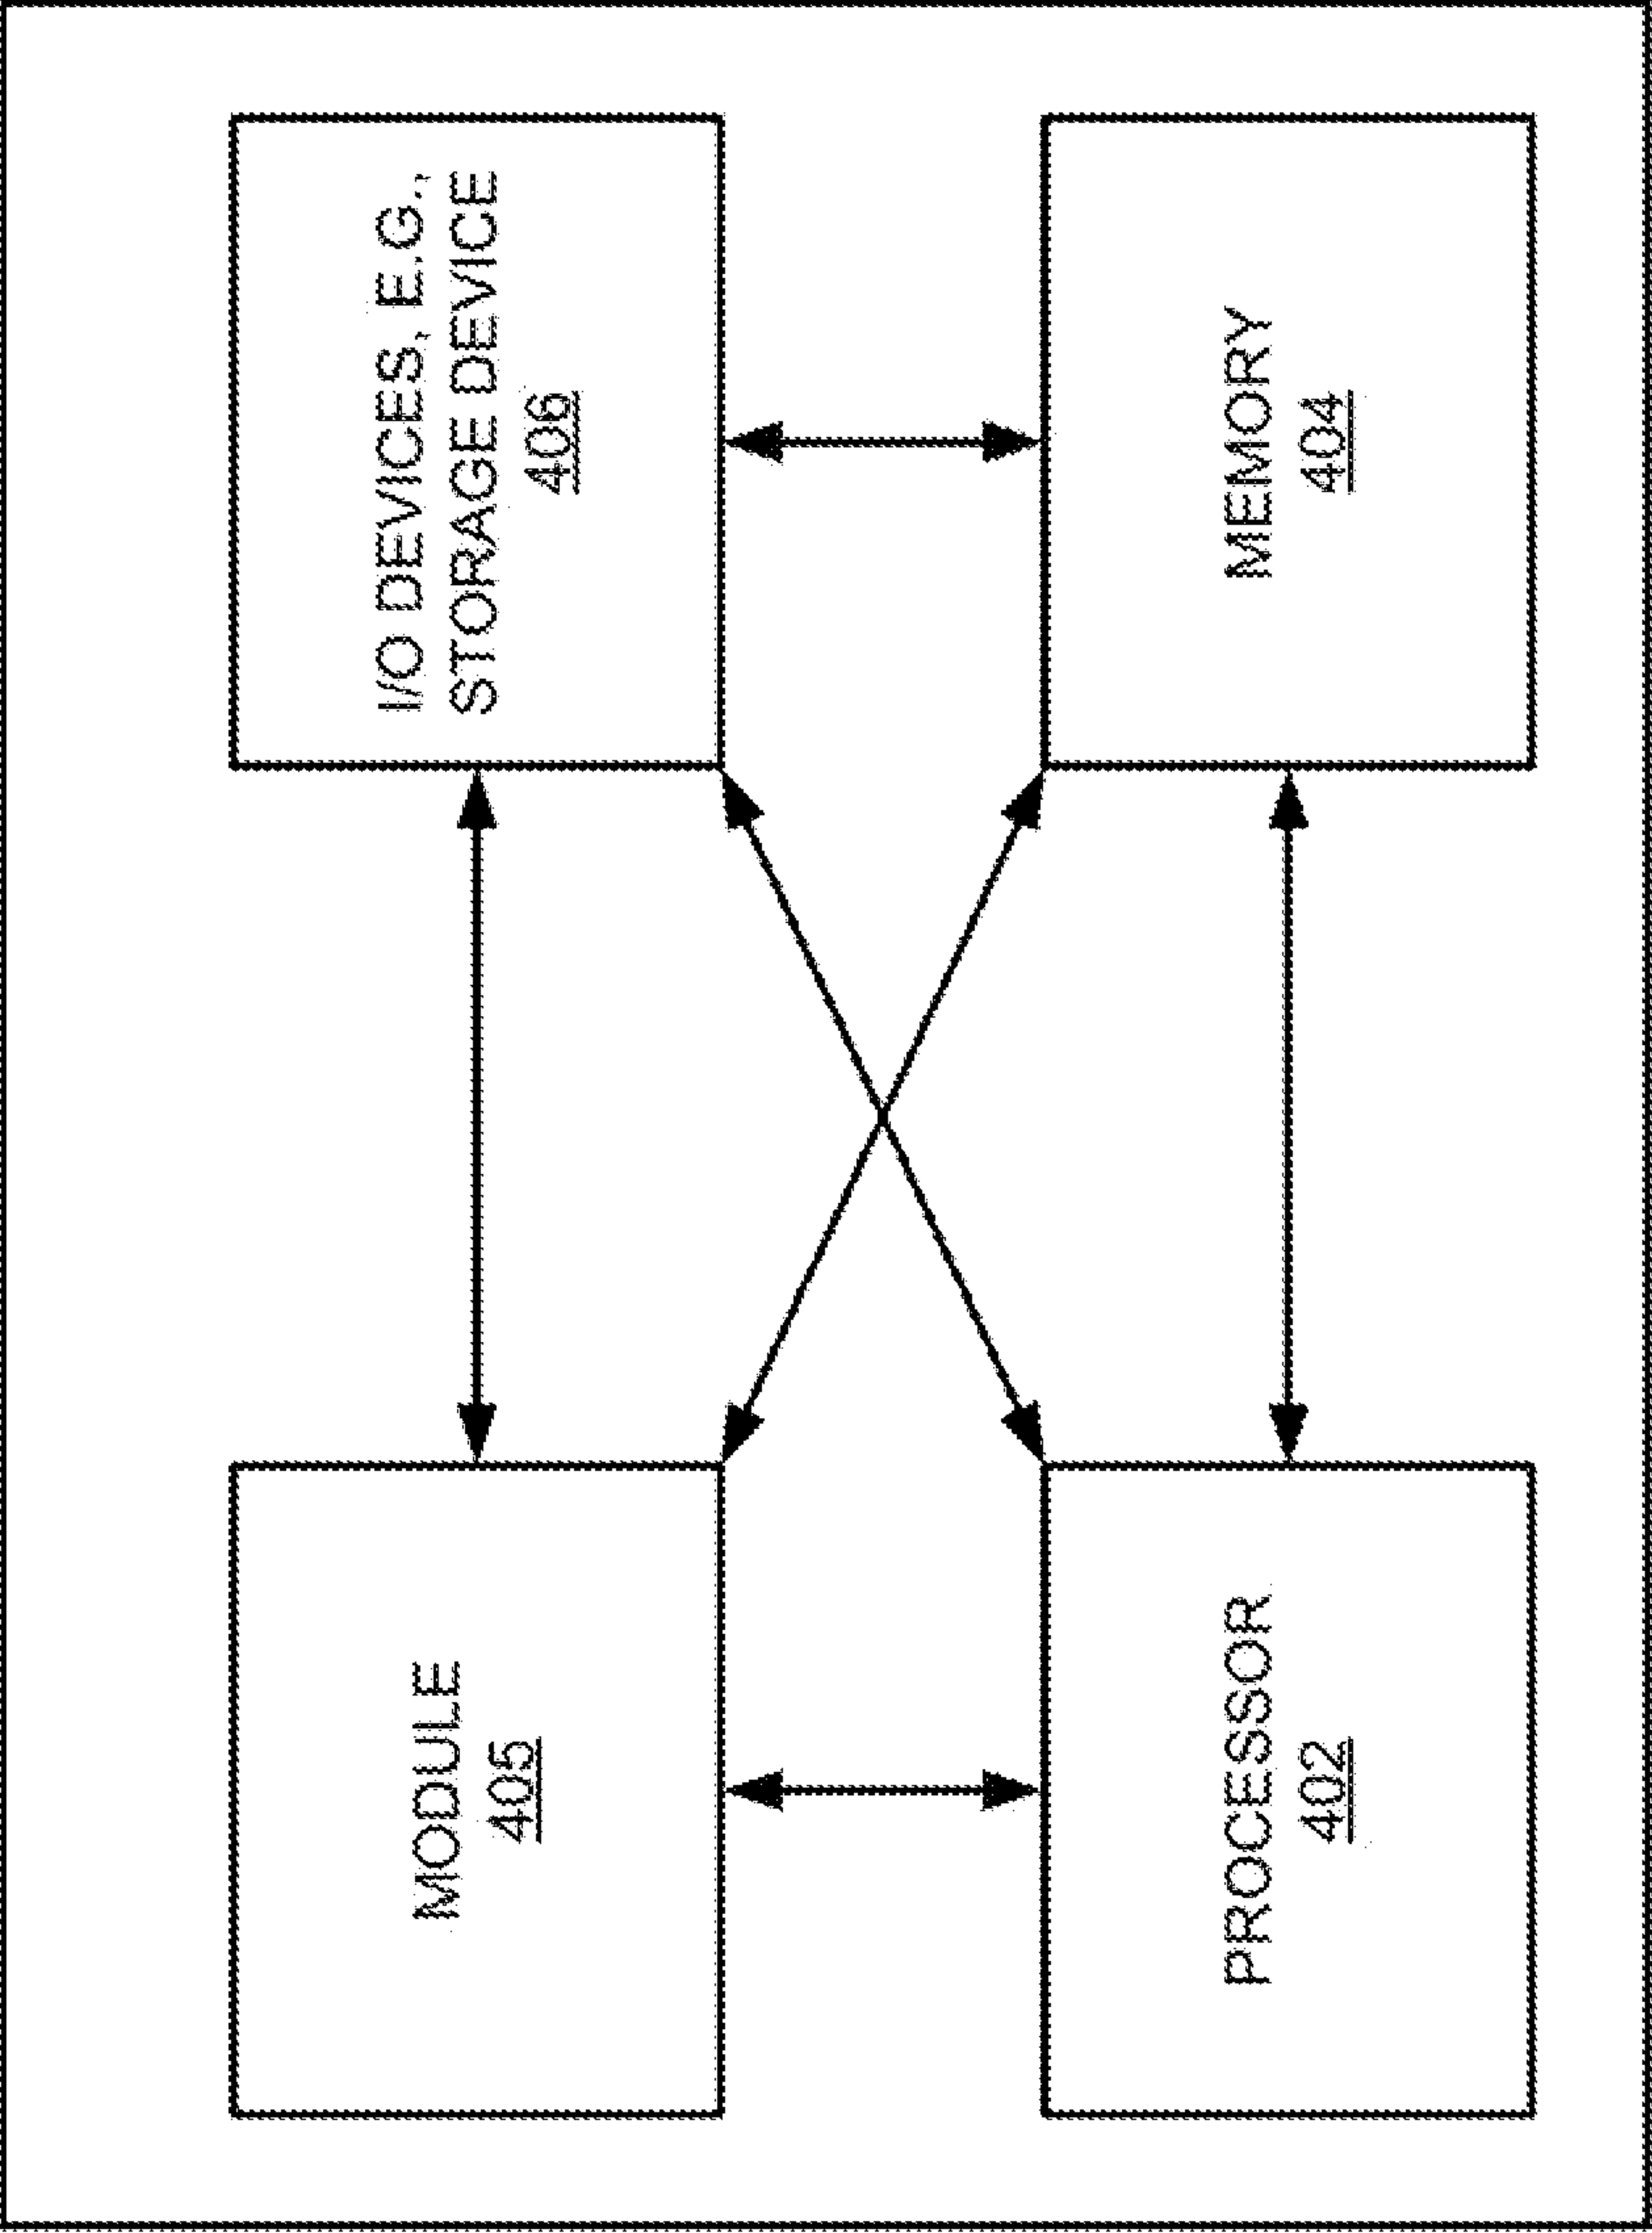 MODULE
405
I/O DEVICES, E.G.,
STORAGE DEVICE
406
PROCESSOR
402
MEMORY
404